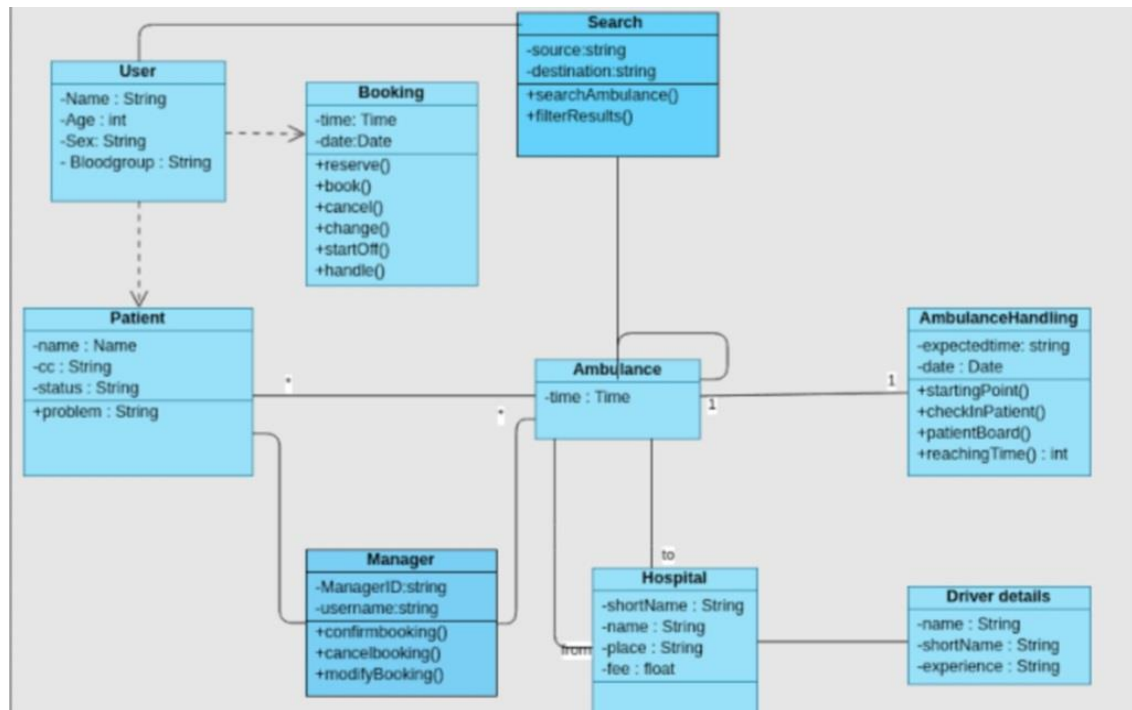 Search
-source:string
-destination:string
+searchAmbulance()
+filterResults()
User
-Name : String
-Age : int
-Sex: String
- Bloodgroup : String
Booking
-time: Time
-date:Date
+reserve()
+book()
+cancel()
+change()
+startOff()
+handle()
Patient
-name : Name
-cc : String
-status : String
+problem : String
*
*
Ambulance
-time : Time
1
1
AmbulanceHandling
-expectedtime: string
-date : Date
+startingPoint()
+checkInPatient()
+patientBoard()
+reachingTime() : int
Manager
-ManagerID:string
-username:string
+confirmbooking()
+cancelbooking()
+modifyBooking()
to
from
Hospital
-shortName : String
-name : String
-place : String
-fee : float
Driver details
-name : String
-shortName : String
-experience : String